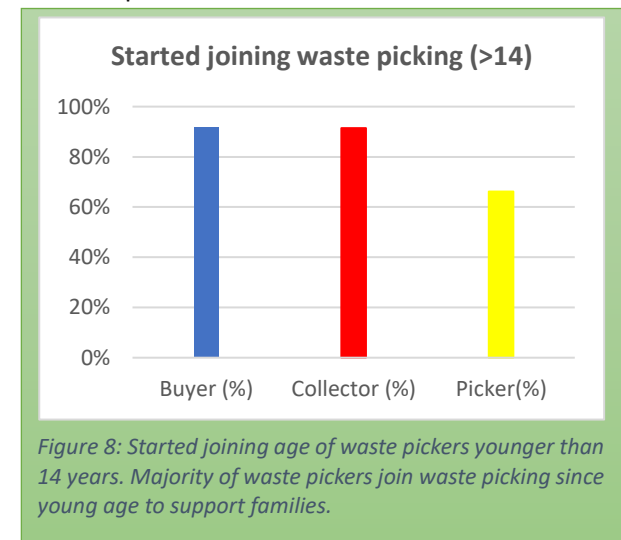 Started joining waste picking (>14)
100%
80%
60%
40%
20%
0%
Buyer (%) Collector (%) Picker(%)
Figure 8: Started joining age of waste pickers younger than
14 years. Majority of waste pickers join waste picking since
young age to support families.